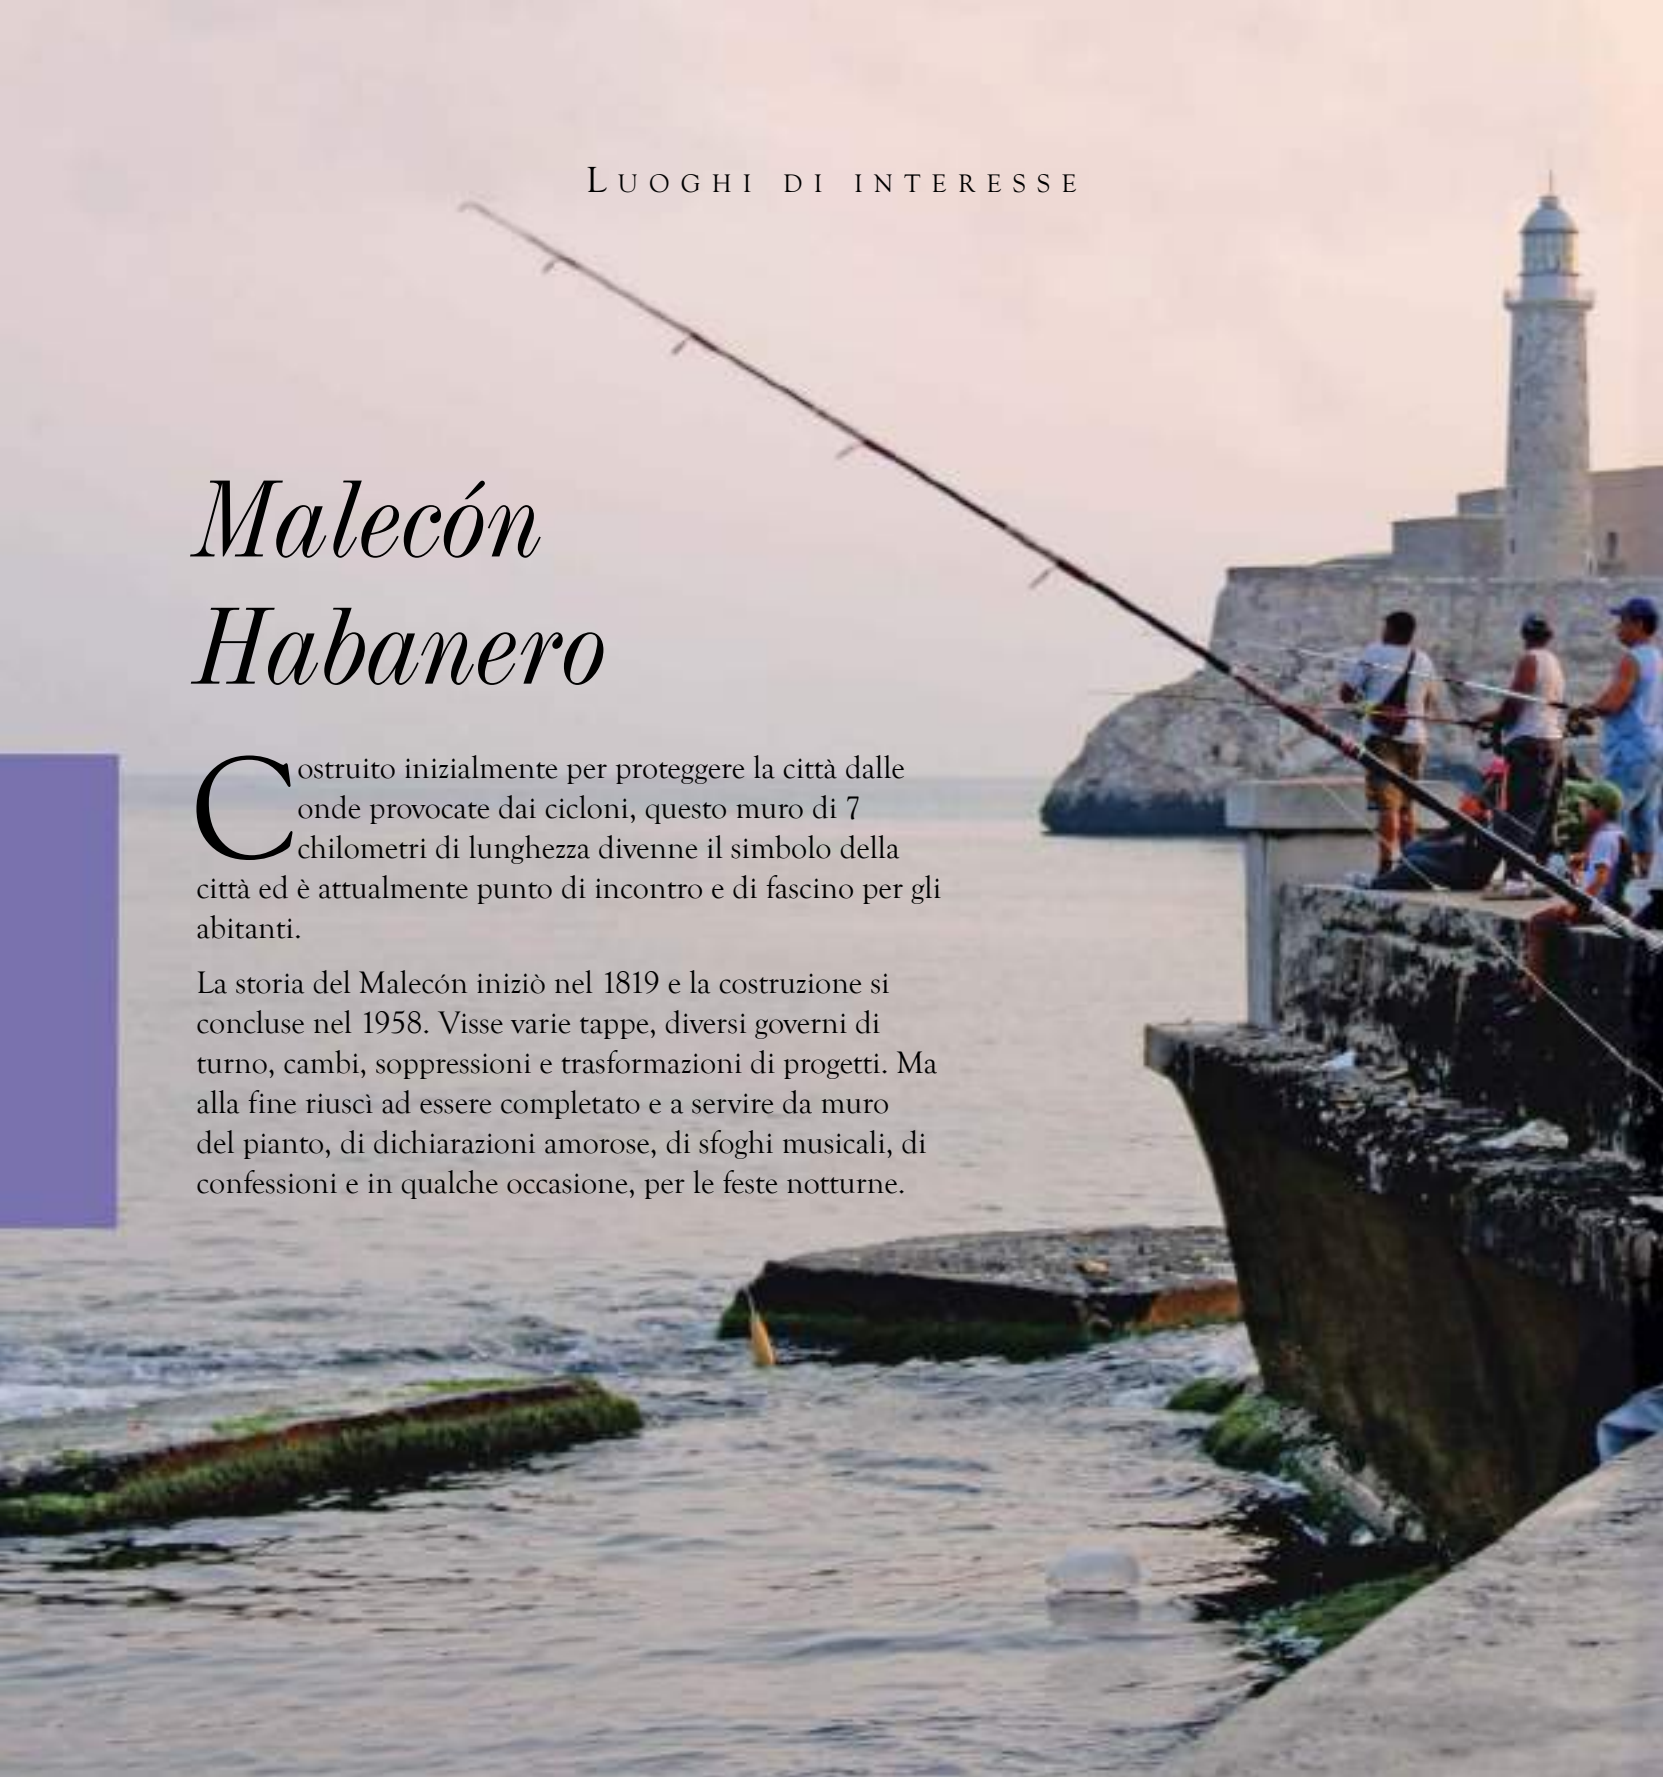 Luoghi di interesse
Malecón
Habanero
Costruito inizialmente per proteggere la città dalle
onde provocate dai cicloni, questo muro di 7
chilometri di lunghezza divenne il simbolo della
città ed è attualmente punto di incontro e di fascino per gli
abitanti.
La storia del Malecón iniziò nel 1819 e la costruzione si
concluse nel 1958. Visse varie tappe, diversi governi di
turno, cambi, soppressioni e trasformazioni di progetti. Ma
alla fine riuscì ad essere completato e a servire da muro
del pianto, di dichiarazioni amorose, di sfoghi musicali, di
confessioni e in qualche occasione, per le feste notturne.